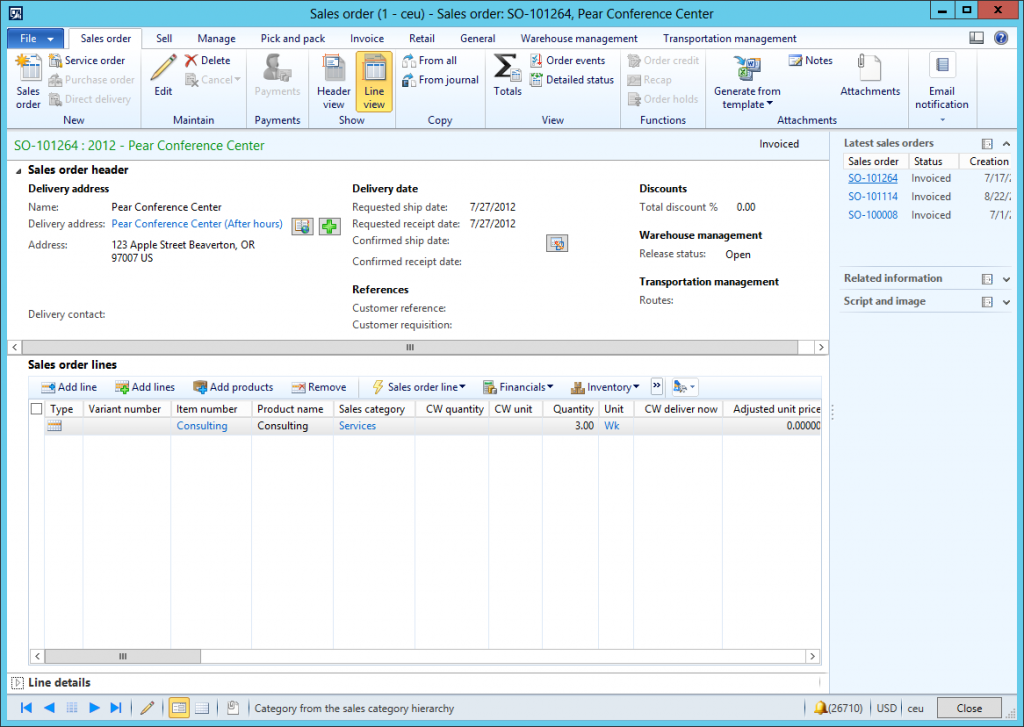 Sales order (1 - ceu) - Sales order: SO-101264, Pear Conference Center
File Sales order Sell Manage Pick and pack Invoice Retail General Warehouse management Transportation management
Sales order
Service order
Purchase order
Direct delivery
New
Edit
Delete
Cancel
Maintain
Payments
Payments
Header view
Line view
Show
From all
From journal
Copy
Totals
Order events
Detailed status
View
Order credit
Recap
Order holds
Functions
Generate from template
Notes
Attachments
Attachments
Email notification
SO-101264 : 2012 - Pear Conference Center
Invoiced
Sales order header
Delivery address
Name: Pear Conference Center
Delivery address: Pear Conference Center (After hours)
Address: 123 Apple Street Beaverton, OR
97007 US
Delivery contact:
Delivery date
Requested ship date: 7/27/2012
Requested receipt date: 7/27/2012
Confirmed ship date:
Confirmed receipt date:
References
Customer reference:
Customer requisition:
Discounts
Total discount % 0.00
Warehouse management
Release status: Open
Transportation management
Routes:
Sales order lines
Add line Add lines Add products Remove Sales order line Financials Inventory
Type Variant number Item number Product name Sales category CW quantity CW unit Quantity Unit CW deliver now Adjusted unit price
Consulting Consulting Services 3.00 Wk 0.00000
Line details
Latest sales orders
Sales order Status Creation
SO-101264 Invoiced 7/17/
SO-101114 Invoiced 8/22/
SO-100008 Invoiced 7/1/
Related information
Script and image
Category from the sales category hierarchy
(26710) USD ceu Close